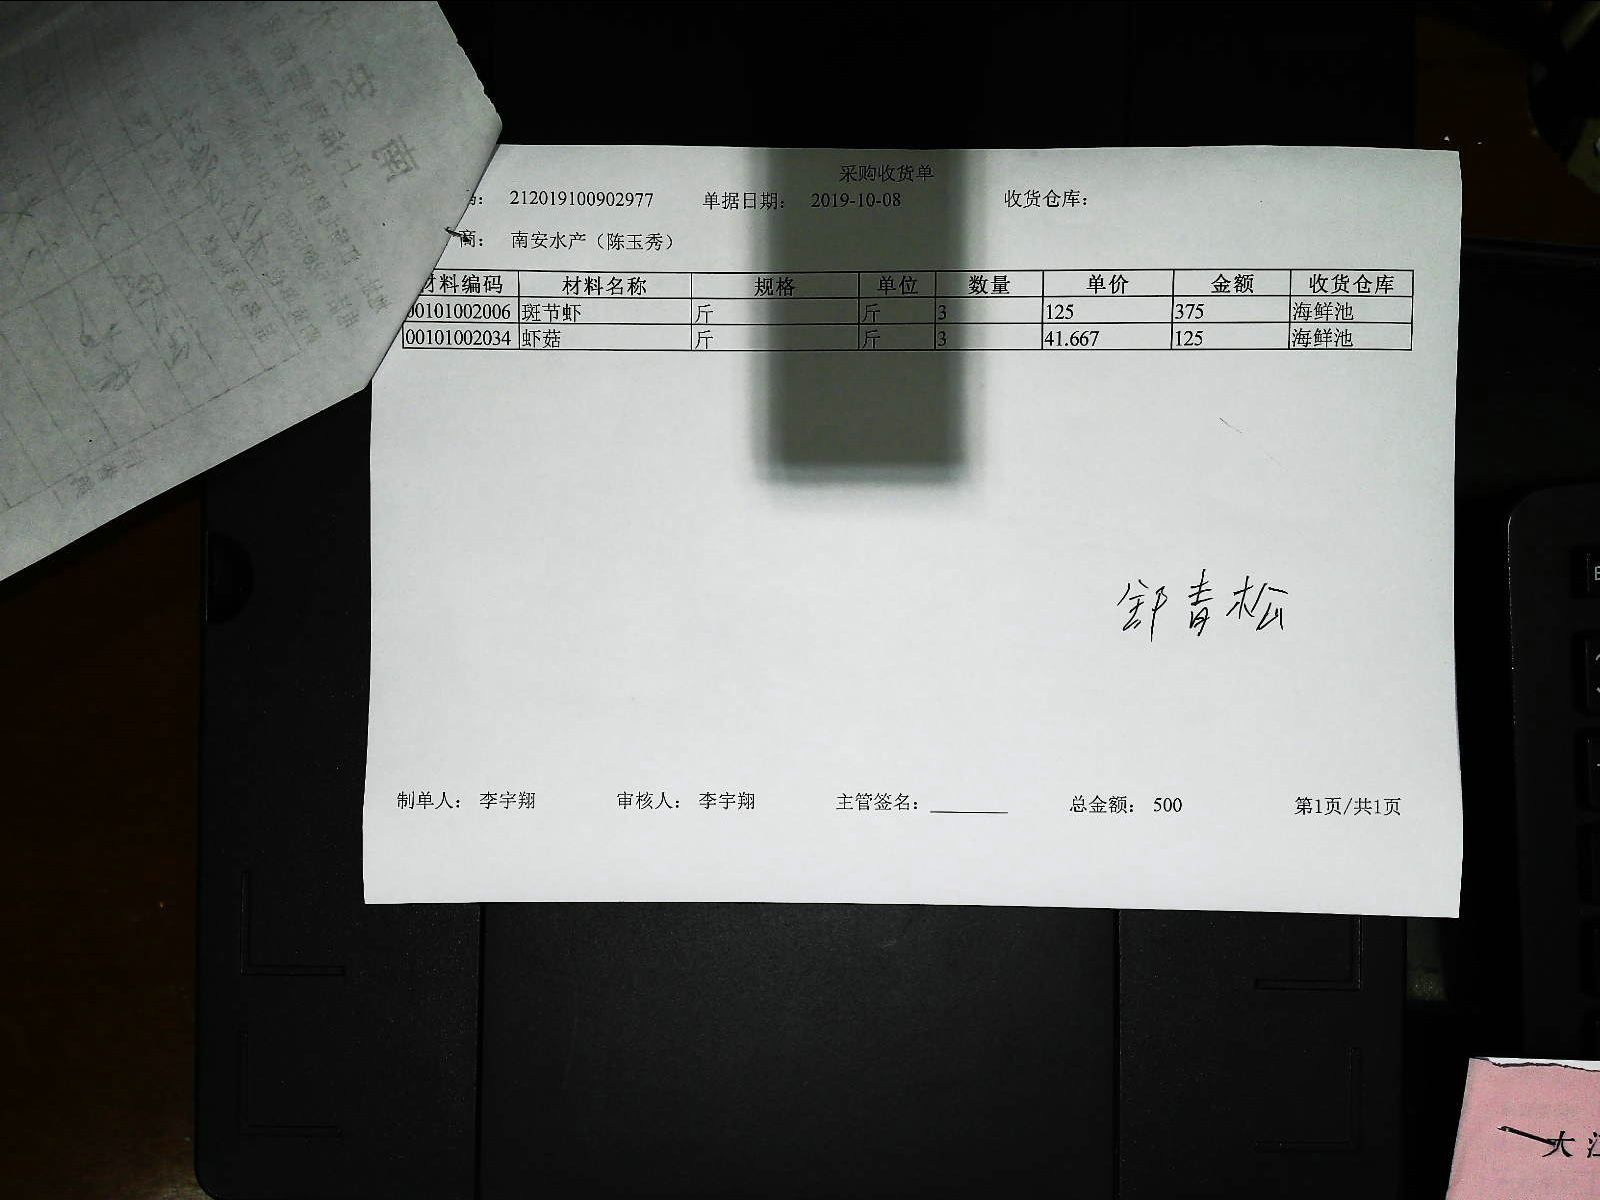 采购收货单
码： 212019100902977 单据日期： 2019-10-08 收货仓库：
商： 南安水产（陈玉秀）
材料编码 材料名称 规格 单位 数量 单价 金额 收货仓库
00101002006 斑节虾 斤 斤 3 125 375 海鲜池
00101002034 虾菇 斤 斤 3 41.667 125 海鲜池
青松
制单人： 李宇翔 审核人： 李宇翔 主管签名： 总金额： 500 第1页/共1页
大江